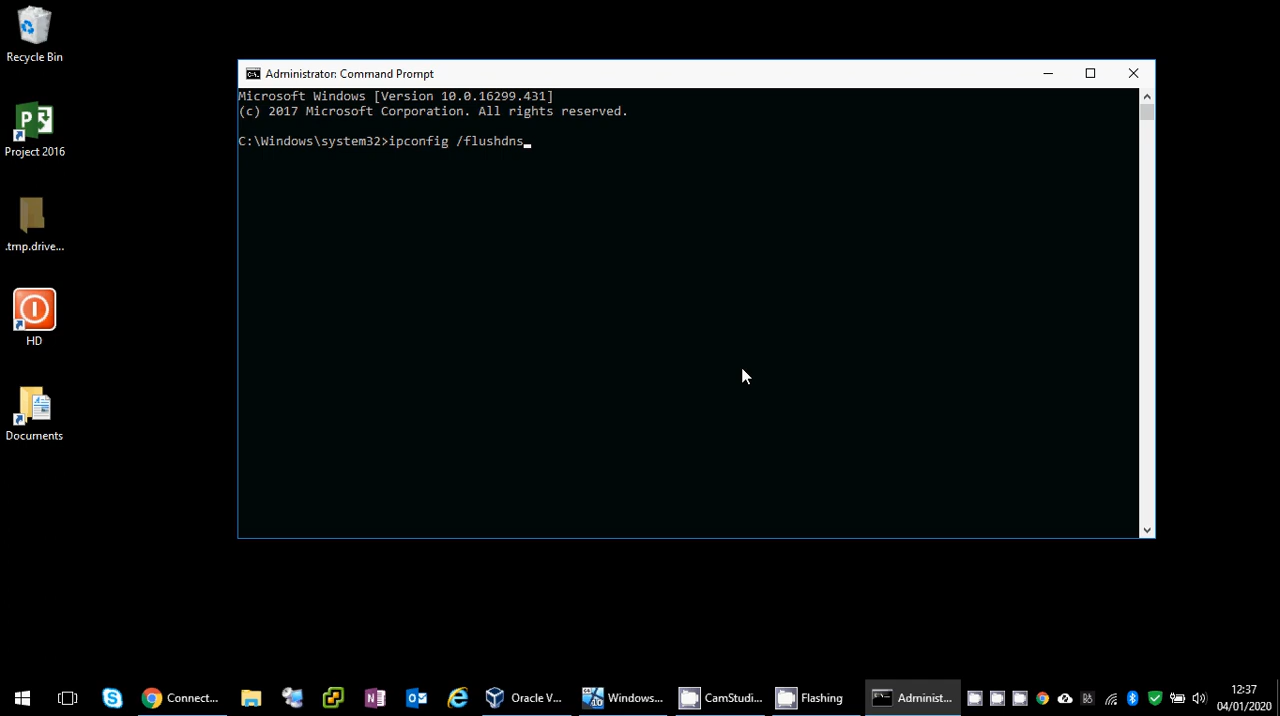 Recycle Bin
Project 2016
.tmp.drive...
HD
Documents
Administrator: Command Prompt
Microsoft Windows [Version 10.0.16299.431]
(c) 2017 Microsoft Corporation. All rights reserved.
C:\Windows\system32>ipconfig /flushdns
Connect...
Oracle V...
Windows...
CamStudi...
Flashing
Administ...
12:37
04/01/2020